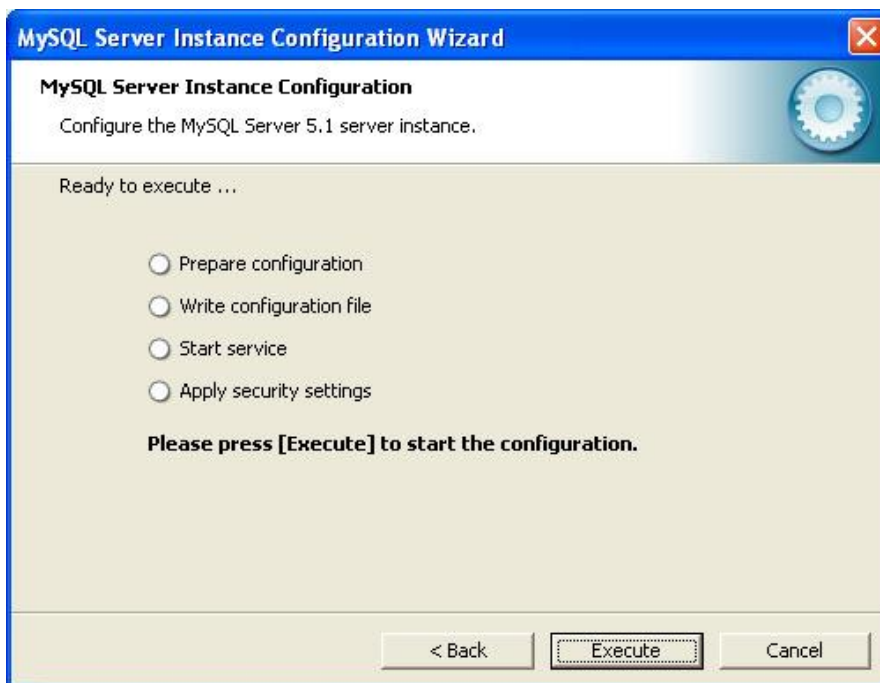 MySQL Server Instance Configuration Wizard
MySQL Server Instance Configuration
Configure the MySQL Server 5.1 server instance.
Ready to execute ...
Prepare configuration
Write configuration file
Start service
Apply security settings
Please press [Execute] to start the configuration.
< Back Execute Cancel